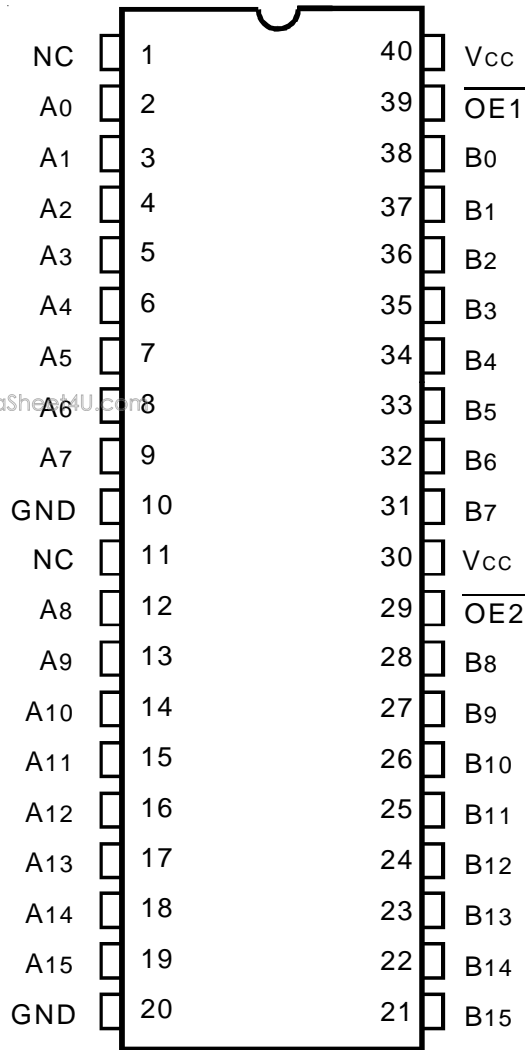 NC 1 40 Vcc
A0 2 39 OE1
A1 3 38 B0
A2 4 37 B1
A3 5 36 B2
A4 6 35 B3
A5 7 34 B4
aSheet4U.com
A6 8 33 B5
A7 9 32 B6
GND 10 31 B7
NC 11 30 Vcc
A8 12 29 OE2
A9 13 28 B8
A10 14 27 B9
A11 15 26 B10
A12 16 25 B11
A13 17 24 B12
A14 18 23 B13
A15 19 22 B14
GND 20 21 B15